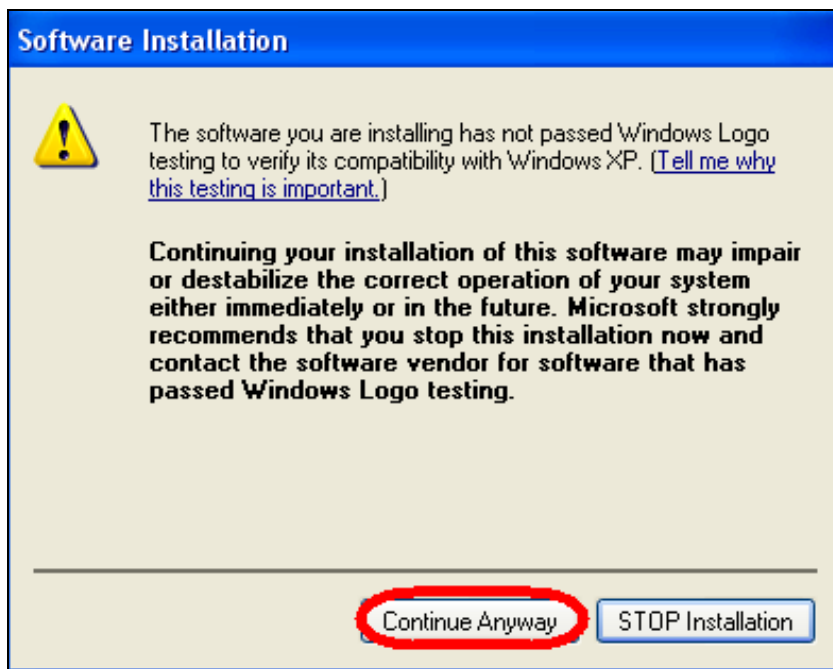 Software Installation
The software you are installing has not passed Windows Logo
testing to verify its compatibility with Windows XP. (Tell me why
this testing is important.)
Continuing your installation of this software may impair
or destabilize the correct operation of your system
either immediately or in the future. Microsoft strongly
recommends that you stop this installation now and
contact the software vendor for software that has
passed Windows Logo testing.
Continue Anyway STOP Installation